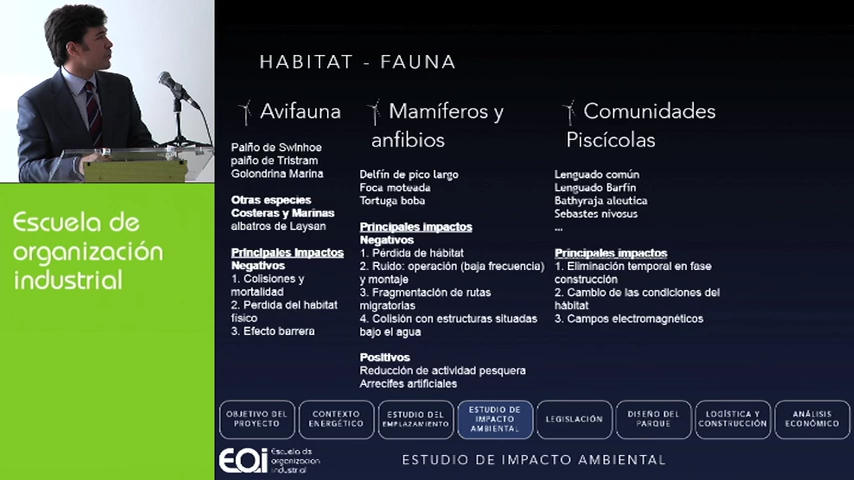 HABITAT - FAUNA
Avifauna
Paíño de Swinhoe
paíño de Tristram
Golondrina Marina
Otras especies
Costeras y Marinas
albatros de Laysan
Principales Impactos
Negativos
1. Colisiones y
mortalidad
2. Perdida del habitat
físico
3. Efecto barrera
Mamíferos y
anfibios
Delfín de pico largo
Foca moteada
Tortuga boba
Principales impactos
Negativos
1. Pérdida de hábitat
2. Ruido: operación (baja frecuencia)
y montaje
3. Fragmentación de rutas
migratorias
4. Colisión con estructuras situadas
bajo el agua
Positivos
Reducción de actividad pesquera
Arrecifes artificiales
Comunidades
Piscícolas
Lenguado común
Lenguado Barfin
Bathyraja aleutica
Sebastes nivosus
...
Principales impactos
1. Eliminación temporal en fase
construcción
2. Cambio de las condiciones del
hábitat
3. Campos electromagnéticos
Escuela de
organización
industrial
OBJETIVO DEL
PROYECTO
CONTEXTO
ENERGÉTICO
ESTUDIO DEL
EMPLAZAMIENTO
ESTUDIO DE
IMPACTO
AMBIENTAL
LEGISLACIÓN
DISEÑO DEL
PARQUE
LOGÍSTICA Y
CONSTRUCCIÓN
ANÁLISIS
ECONÓMICO
EOi
Escuela de
organización
industrial
ESTUDIO DE IMPACTO AMBIENTAL